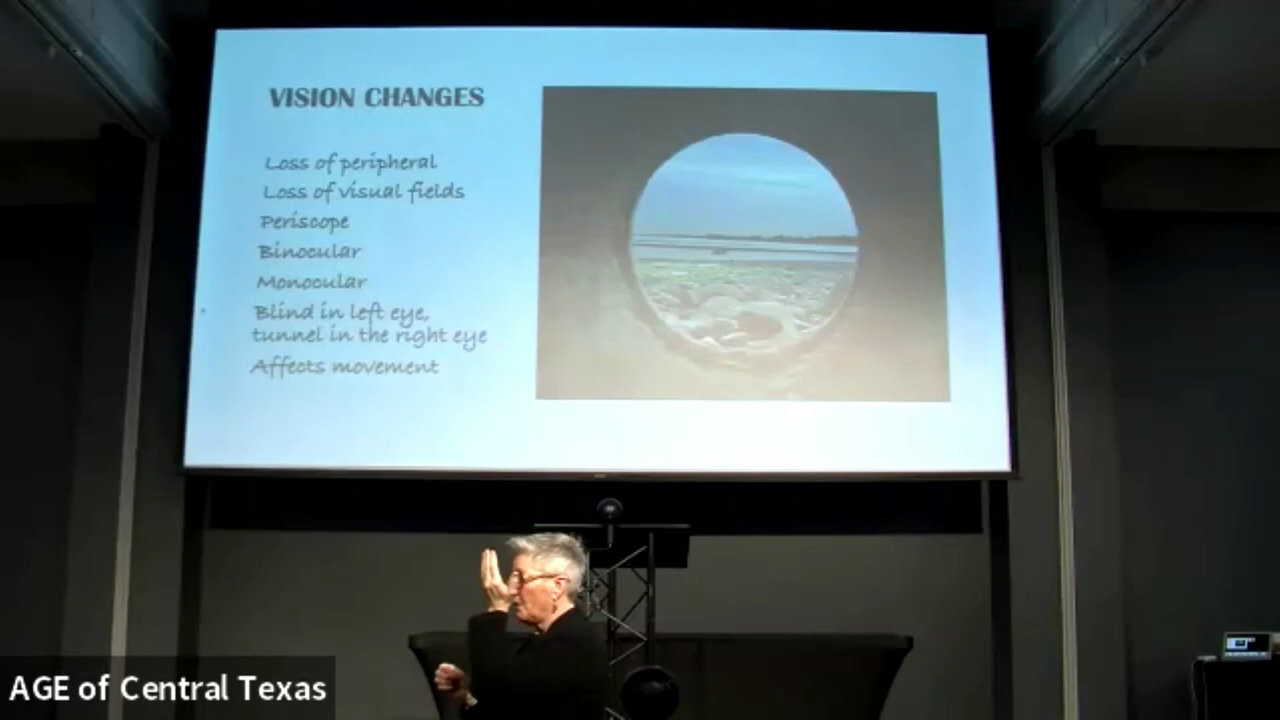 VISION CHANGES
Loss of peripheral
Loss of visual fields
Periscope
Binocular
Monocular
Blind in left eye,
tunnel in the right eye
Affects movement
AGE of Central Texas